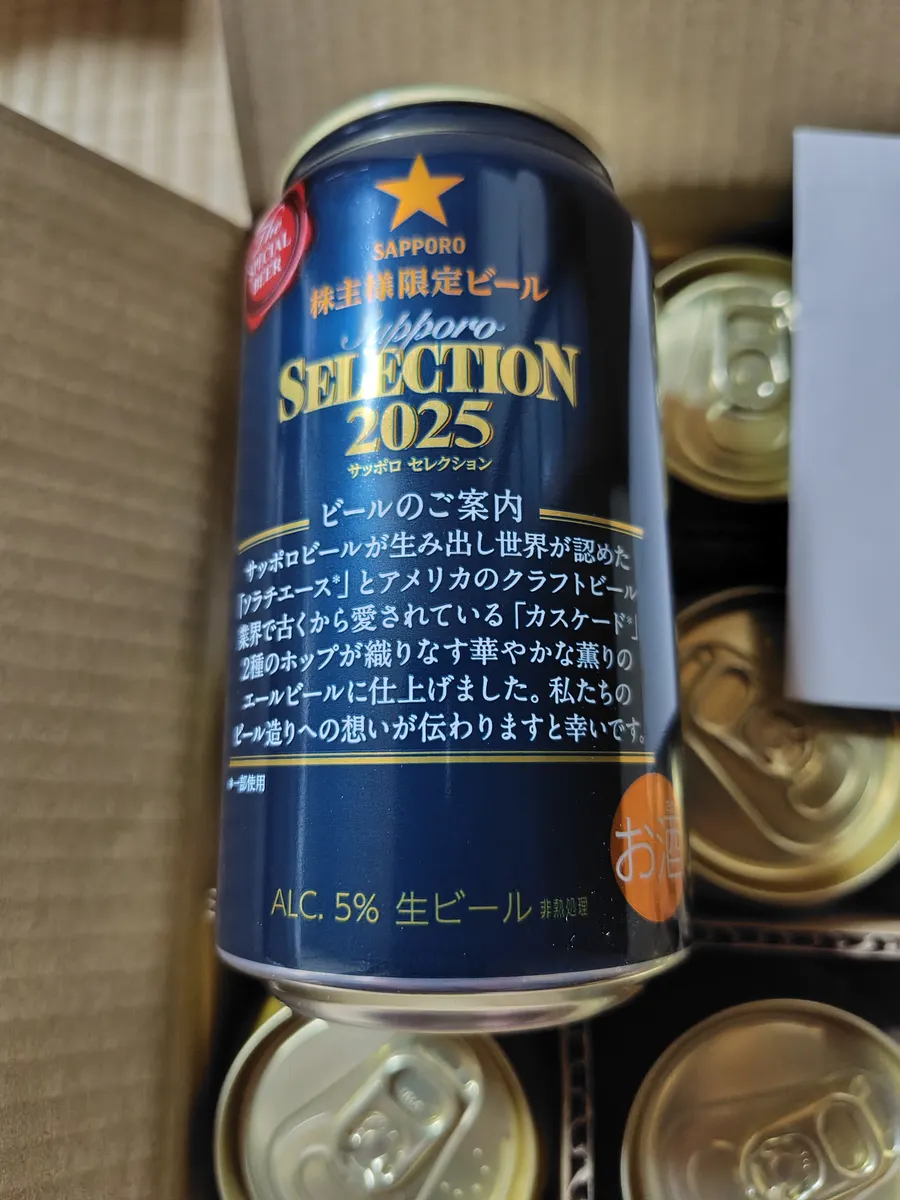 The
SPECIAL
BEER
SAPPORO
株主様限定ビール
Sapporo
SELECTION
2025
サッポロ セレクション
ビールのご案内
サッポロビールが生み出し世界が認めた
「ソラチエース*」とアメリカのクラフトビール
業界で古くから愛されている「カスケード*」
2種のホップが織りなす華やかな薫りの
エールビールに仕上げました。私たちの
ビール造りへの想いが伝わりますと幸いです。
*一部使用
お酒
ALC. 5% 生ビール 非熱処理